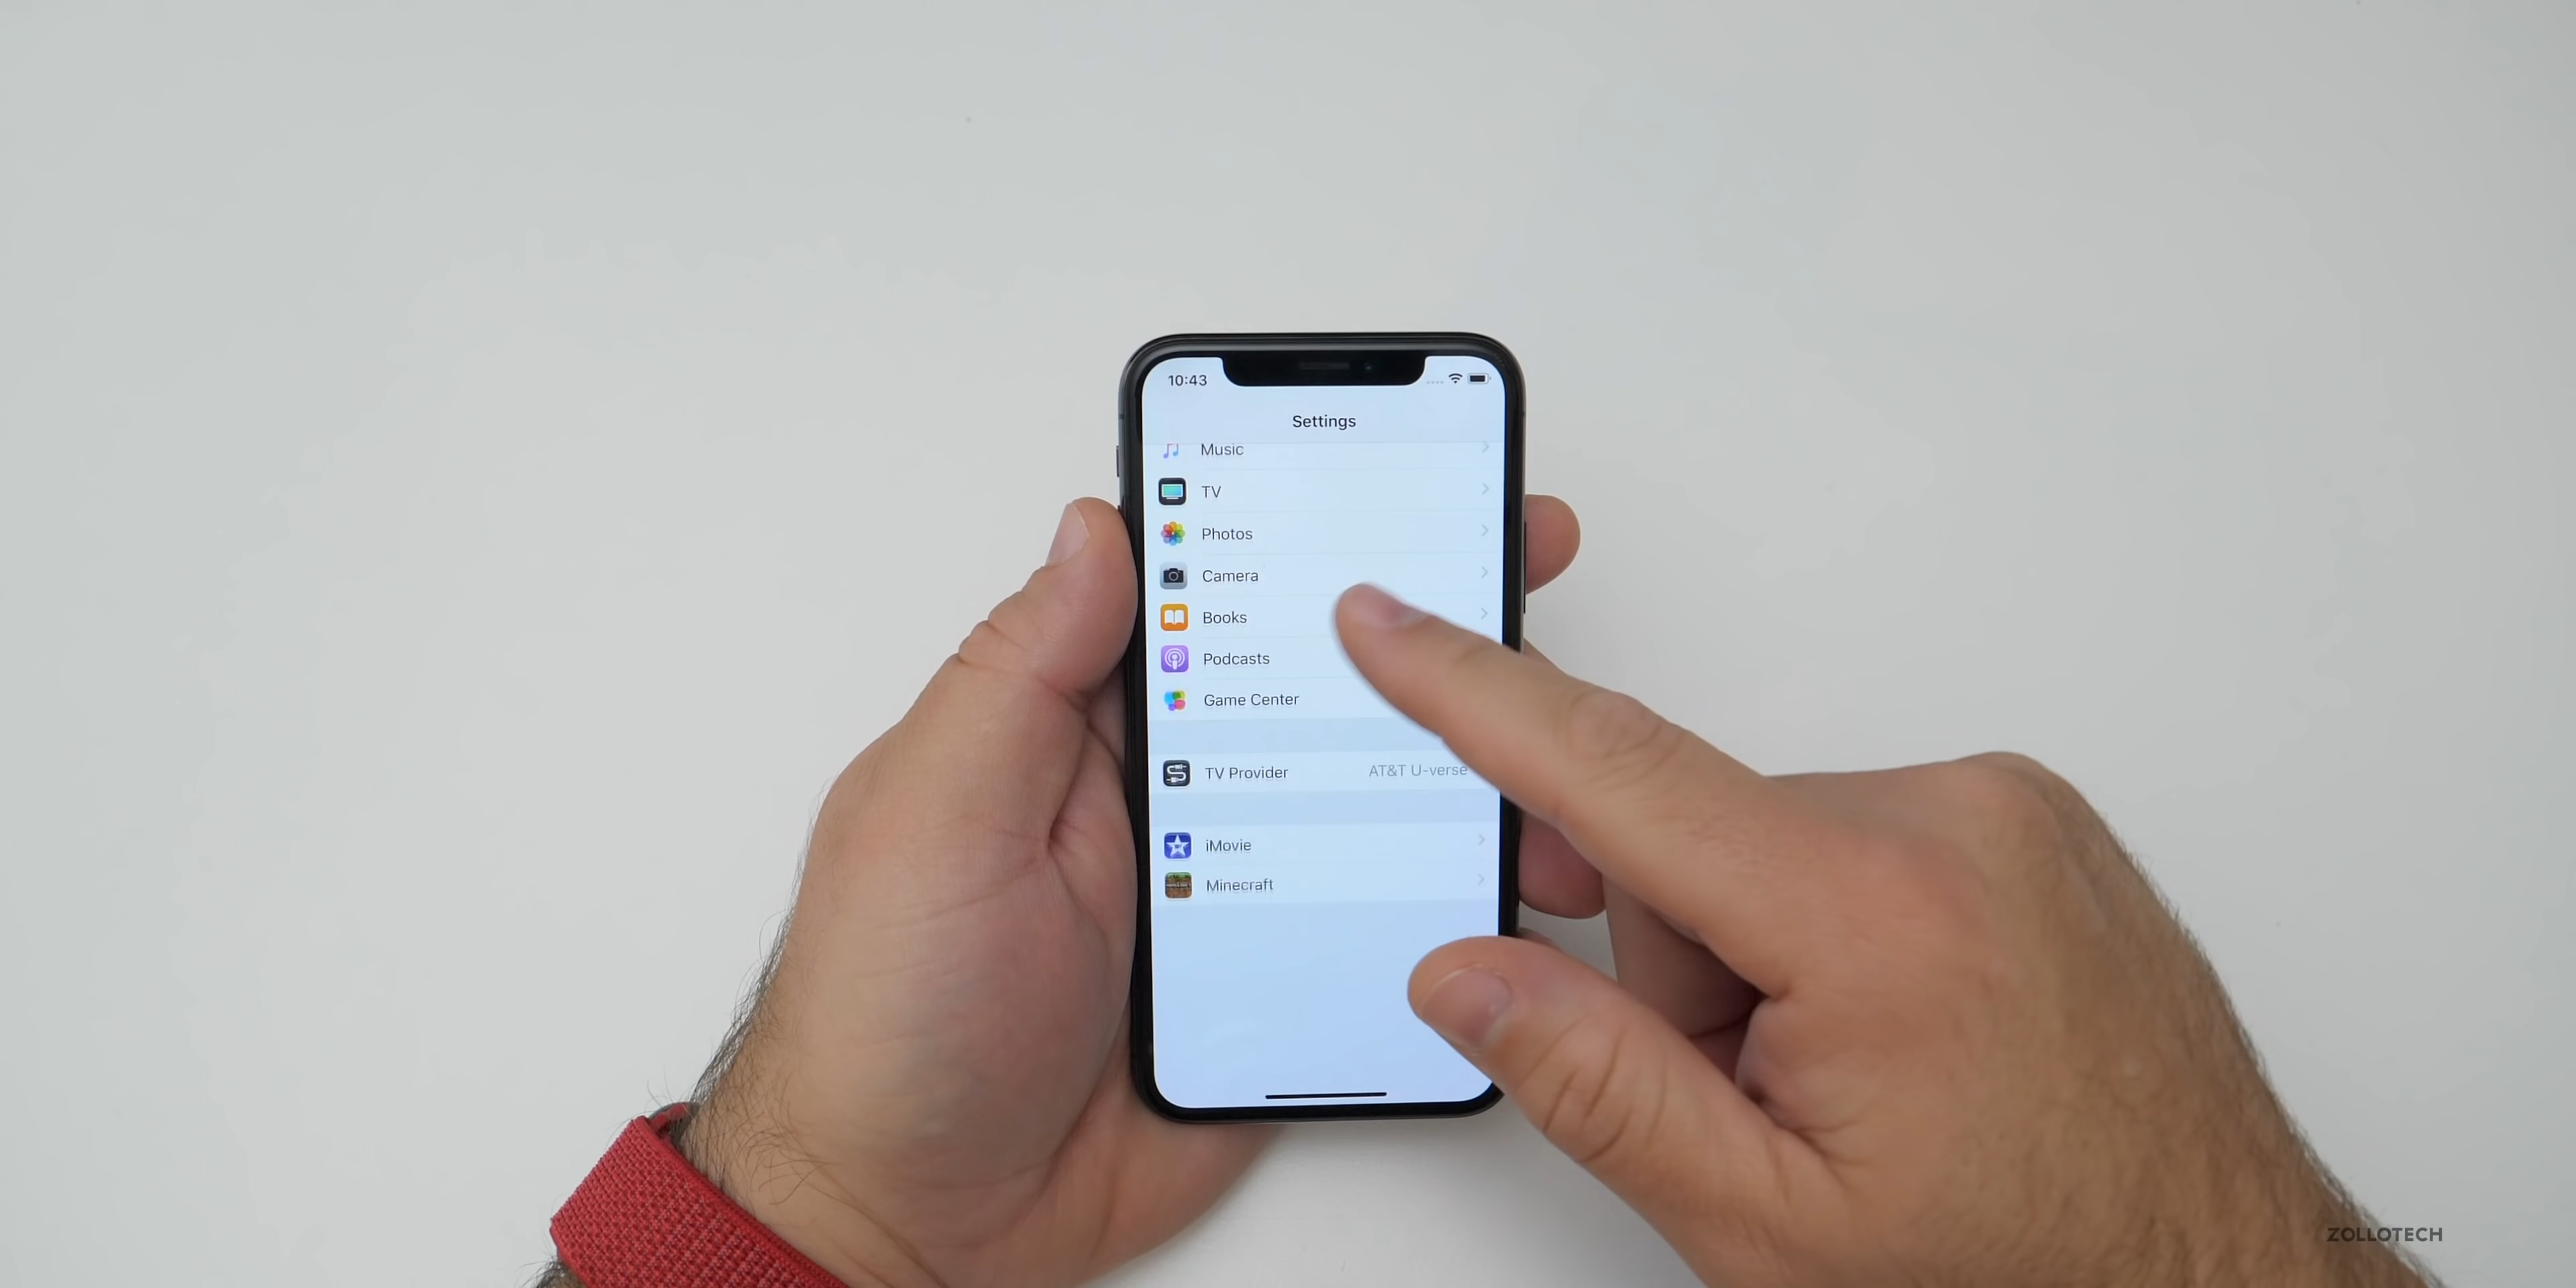 10:43
Settings
Music
TV
Photos
Camera
Books
Podcasts
Game Center
TV Provider AT&T U-verse
iMovie
Minecraft
ZOLLOTECH